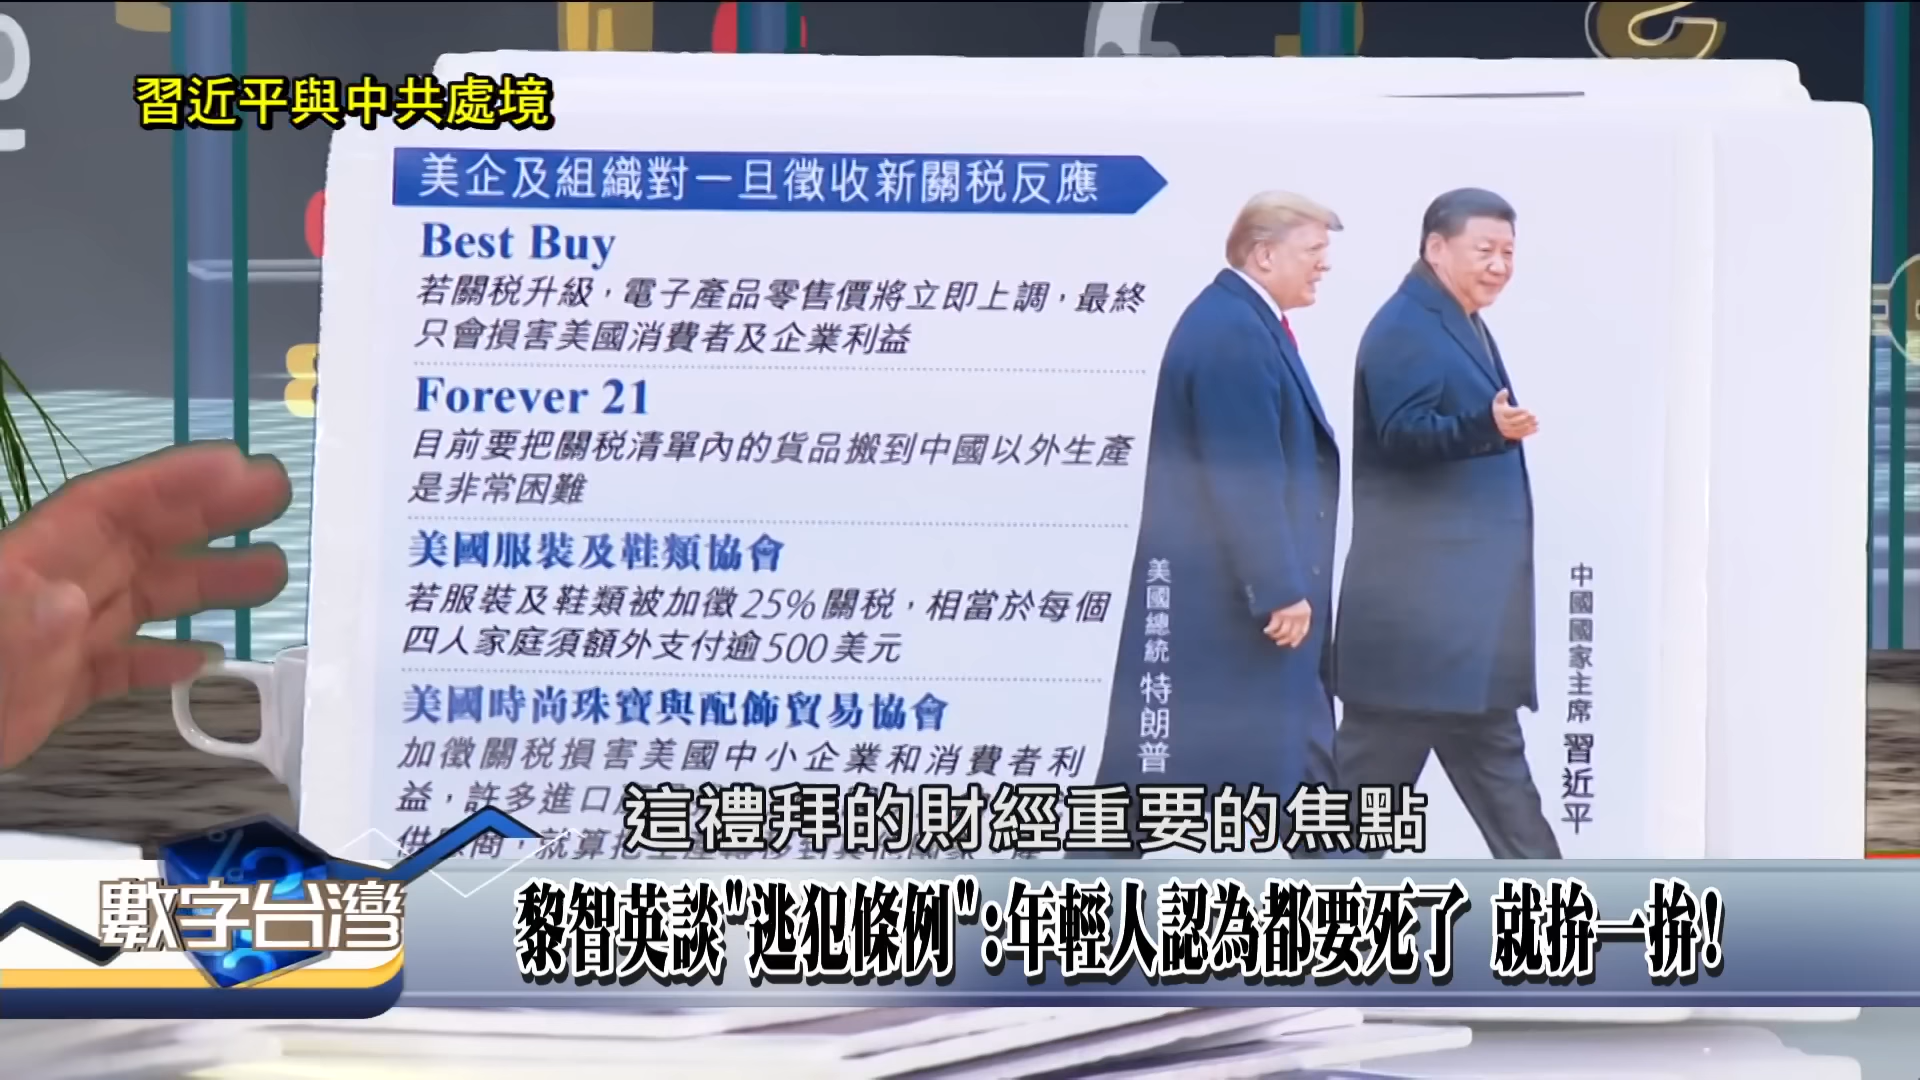 習近平與中共處境
美企及組織對一旦徵收新關税反應
Best Buy
若關税升級，電子產品零售價將立即上調，最終
只會損害美國消費者及企業利益
Forever 21
目前要把關税清單內的貨品搬到中國以外生產
是非常困難
美國服裝及鞋類協會
若服裝及鞋類被加徵25%關税，相當於每個
四人家庭須額外支付逾500美元
美國時尚珠寶與配飾貿易協會
加徵關税損害美國中小企業和消費者利
益，許多進口
美國總統 特朗普
中國國家主席 習近平
這禮拜的財經重要的焦點
數字台灣
黎智英談"逃犯條例":年輕人認為都要死了 就拚一拚!